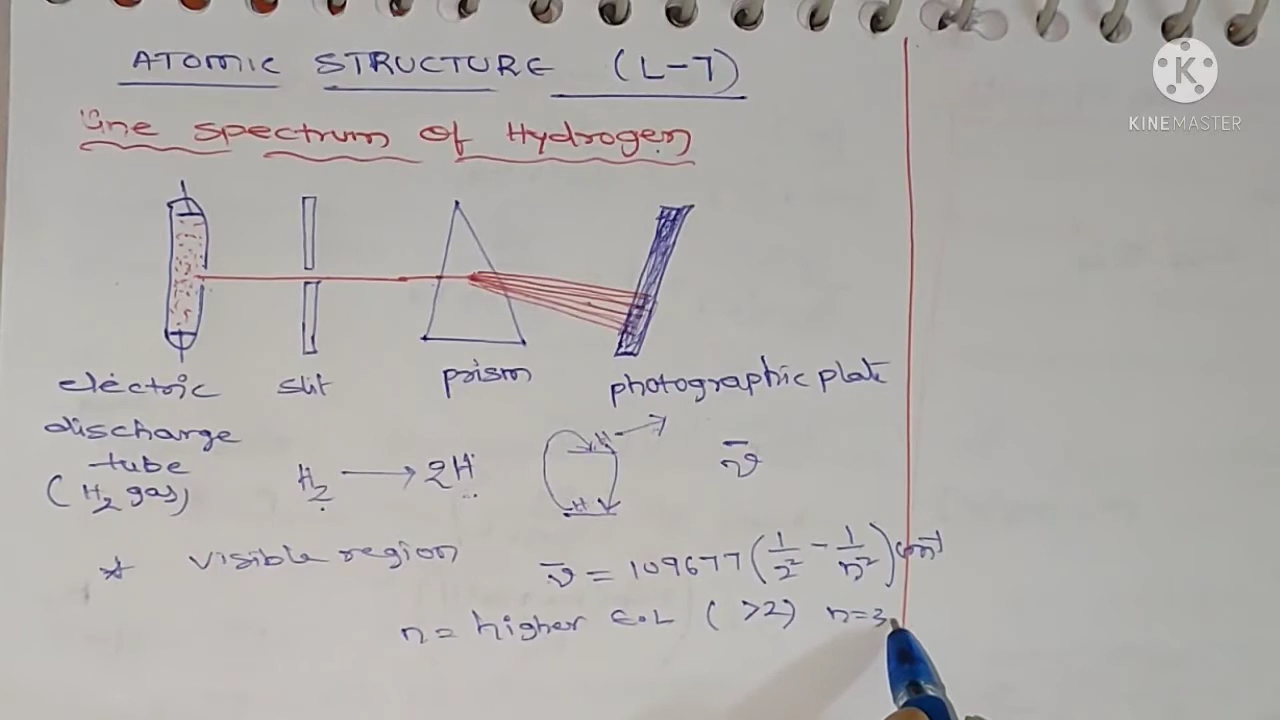 ATOMIC STRUCTURE (L-7)
KINEMASTER
Line spectrum of Hydrogen
electric slit prism photographic plate
discharge
tube
(H₂ gas)
H₂ → 2H
H
H
ν̄
* visible region ν̄ = 109677 (1/2² − 1/n²) cm⁻¹
n = higher E.L (>2) n=3